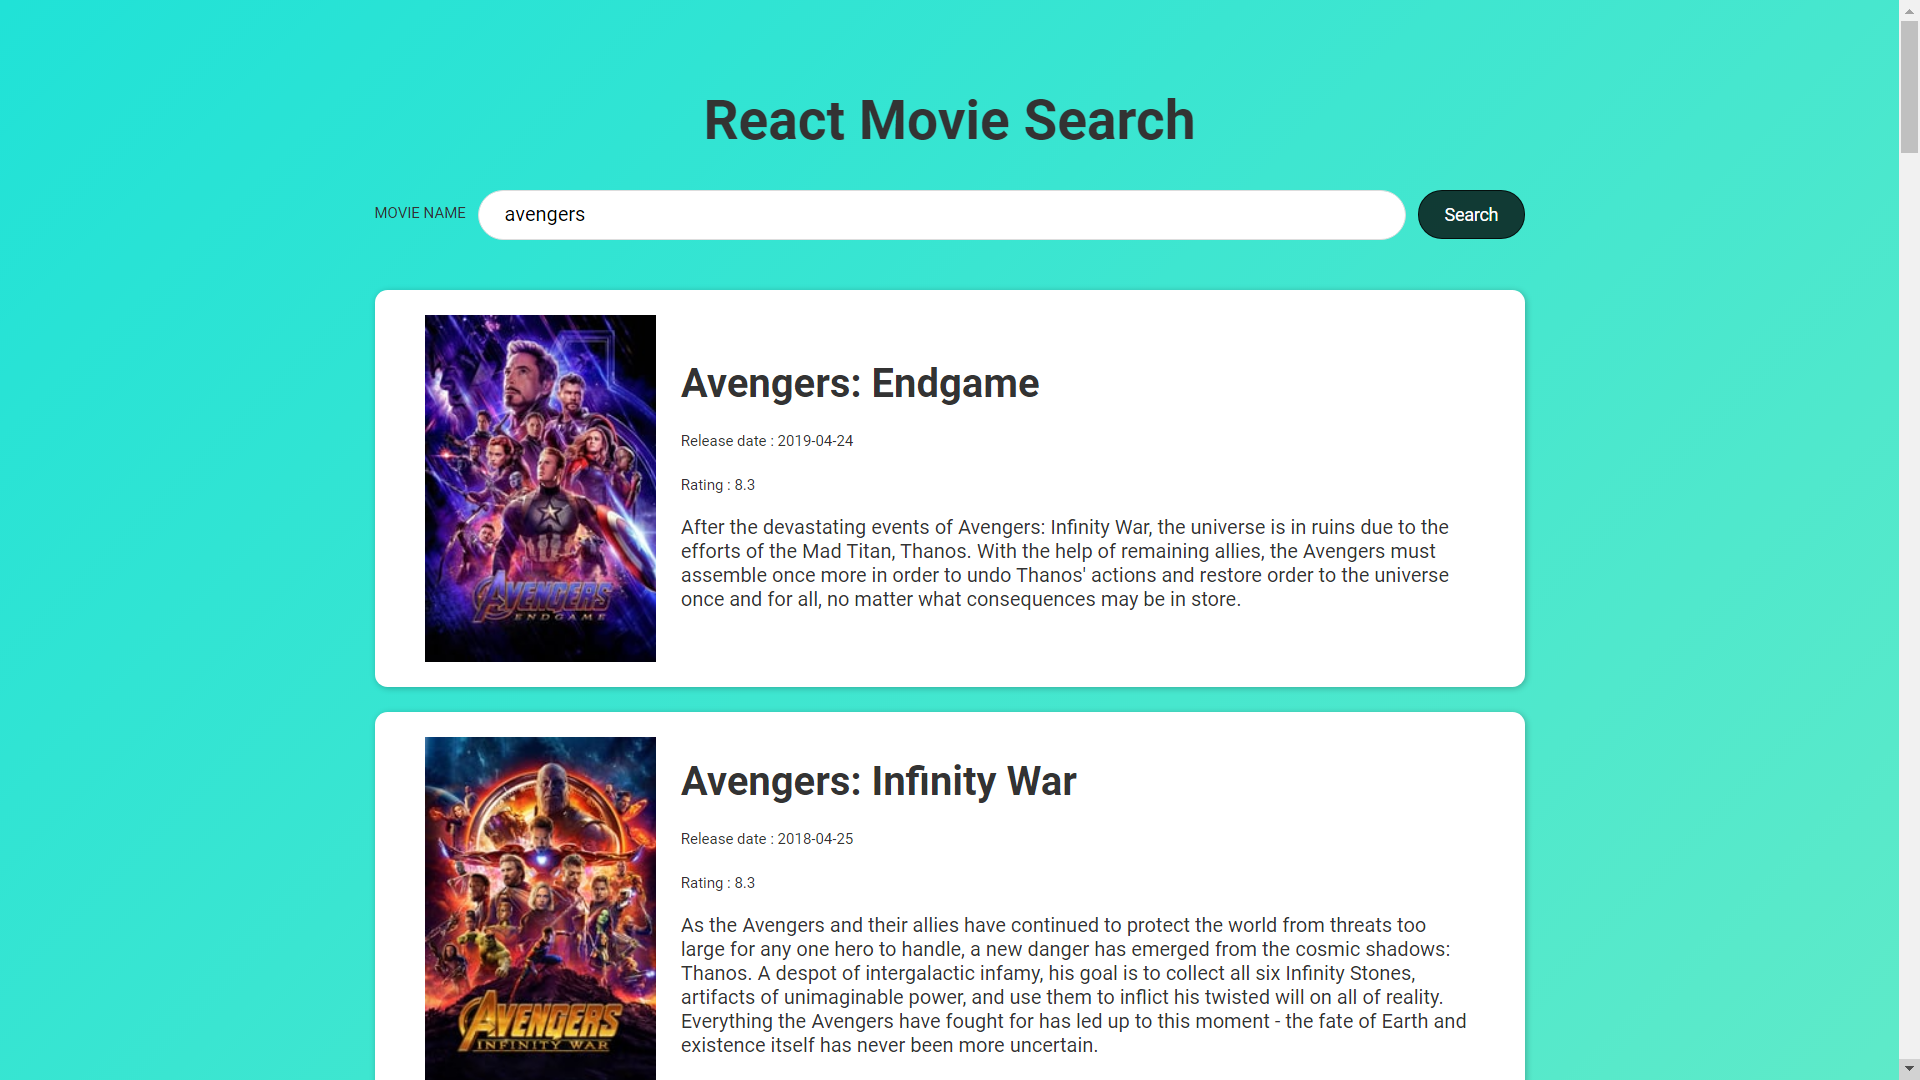 React Movie Search
MOVIE NAME
avengers
Search
AVENGERS
ENDGAME
Avengers: Endgame
Release date : 2019-04-24
Rating : 8.3
After the devastating events of Avengers: Infinity War, the universe is in ruins due to the
efforts of the Mad Titan, Thanos. With the help of remaining allies, the Avengers must
assemble once more in order to undo Thanos' actions and restore order to the universe
once and for all, no matter what consequences may be in store.
AVENGERS
INFINITY WAR
Avengers: Infinity War
Release date : 2018-04-25
Rating : 8.3
As the Avengers and their allies have continued to protect the world from threats too
large for any one hero to handle, a new danger has emerged from the cosmic shadows:
Thanos. A despot of intergalactic infamy, his goal is to collect all six Infinity Stones,
artifacts of unimaginable power, and use them to inflict his twisted will on all of reality.
Everything the Avengers have fought for has led up to this moment - the fate of Earth and
existence itself has never been more uncertain.